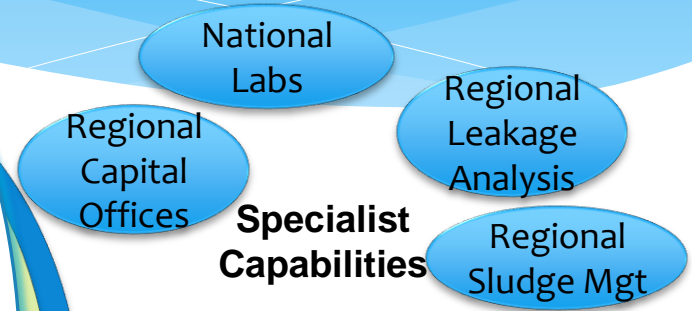 National
Labs
Regional
Leakage
Analysis
Regional
Capital
Offices
Specialist
Capabilities
Regional
Sludge Mgt